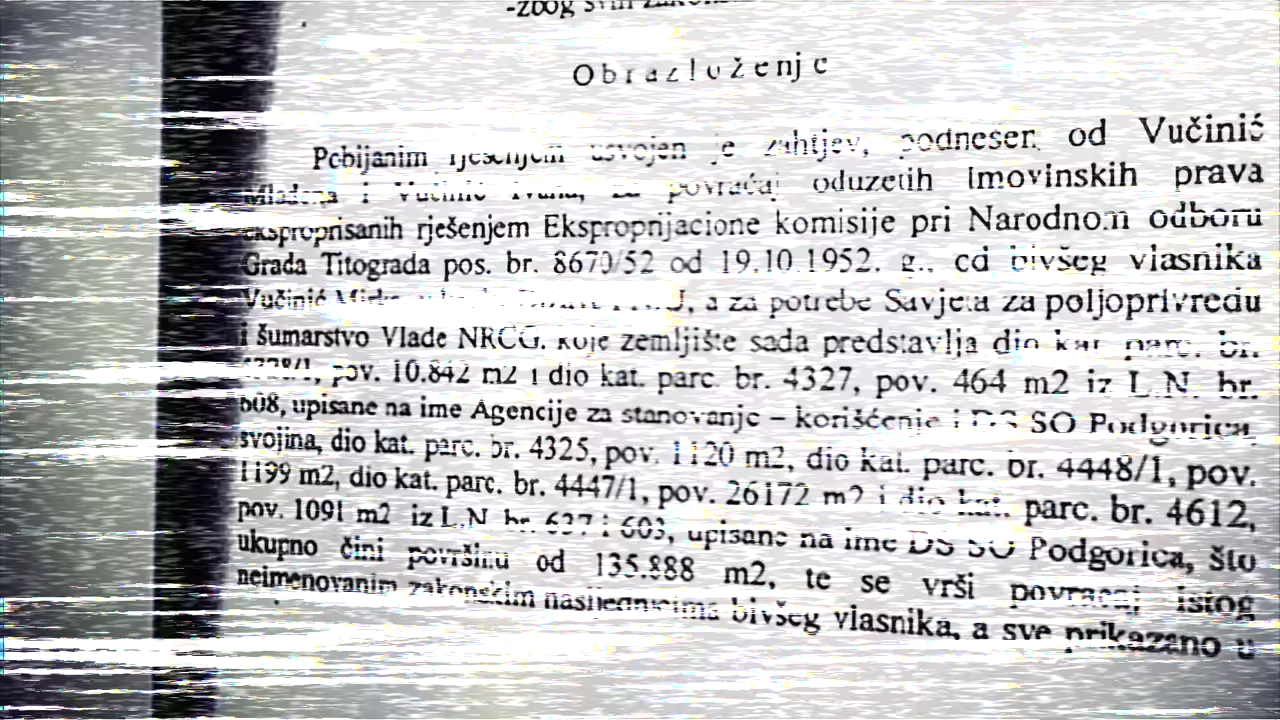 -zbog svih
Obrazloženje
Pobijanim rješenjem usvojen je zahtjev, podnešen od Vučinić
Mladena i Vučinić Ivana, za povraćaj oduzetih imovinskih prava
eksproprisanih rješenjem Eksproprijacione komisije pri Narodnom odboru
Grada Titograda pos. br. 8670/52 od 19.10.1952. g., od bivšeg vlasnika
Vučinić a za potrebe Savjeta za poljoprivredu
i šumarstvo Vlade NRCG, koje zemljište sada predstavlja dio kat. parc. br.
pov. 10.842 m2 i dio kat. parc. br. 4327, pov. 464 m2 iz L.N. br.
608, upisane na ime Agencije za stanovanje – korišćenje i DS SO Podgorica,
svojina, dio kat. parc. br. 4325, pov. 1120 m2, dio kat. parc. br. 4448/1, pov.
1199 m2, dio kat. parc. br. 4447/1, pov. 26172 m2 i dio kat. parc. br. 4612,
pov. 1091 m2 iz L.N. br. 637 i 603, upisane na ime DS SO Podgorica, što
ukupno čini površinu od 135.888 m2, te se vrši povraćaj istog
neimenovanim zakonskim nasljednicima bivšeg vlasnika, a sve prikazano u